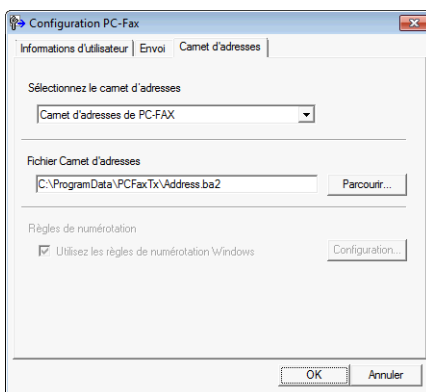 Configuration PC-Fax
Informations d'utilisateur Envoi Carnet d'adresses
Sélectionnez le carnet d'adresses
Carnet d'adresses de PC-FAX
Fichier Carnet d'adresses
C:\ProgramData\PCFaxTx\Address.ba2 Parcourir...
Règles de numérotation
Utilisez les règles de numérotation Windows Configuration...
OK Annuler